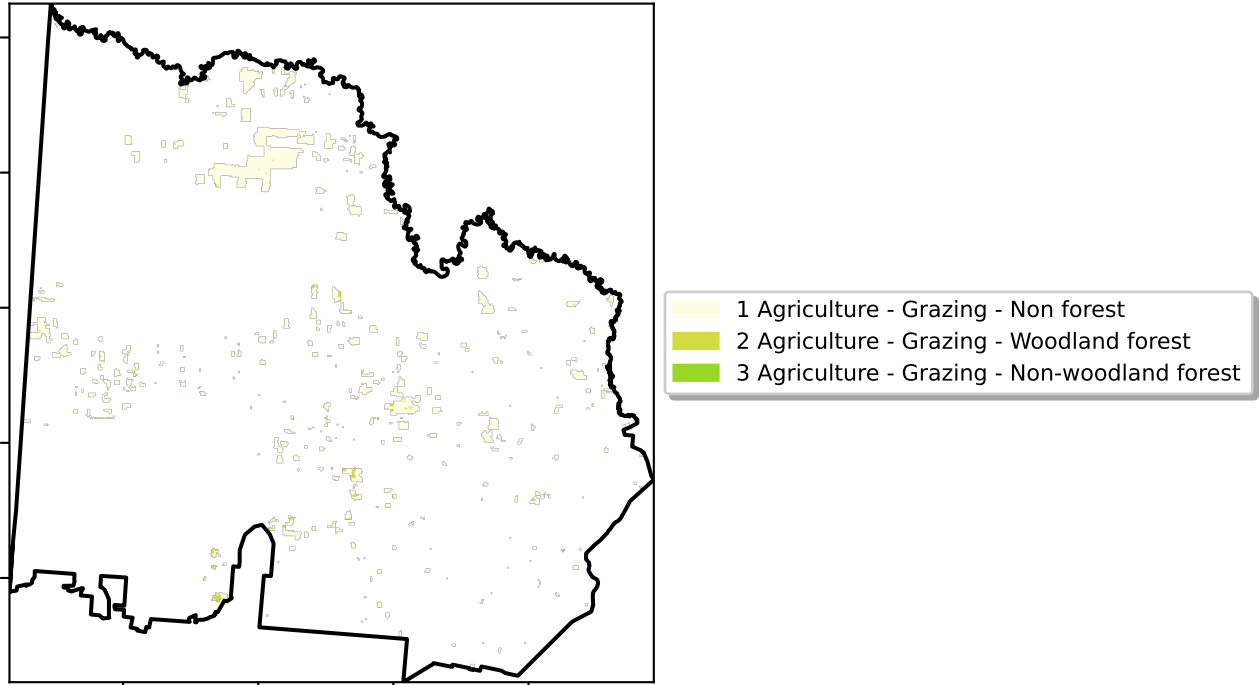 1 Agriculture - Grazing - Non forest
2 Agriculture - Grazing - Woodland forest
3 Agriculture - Grazing - Non-woodland forest